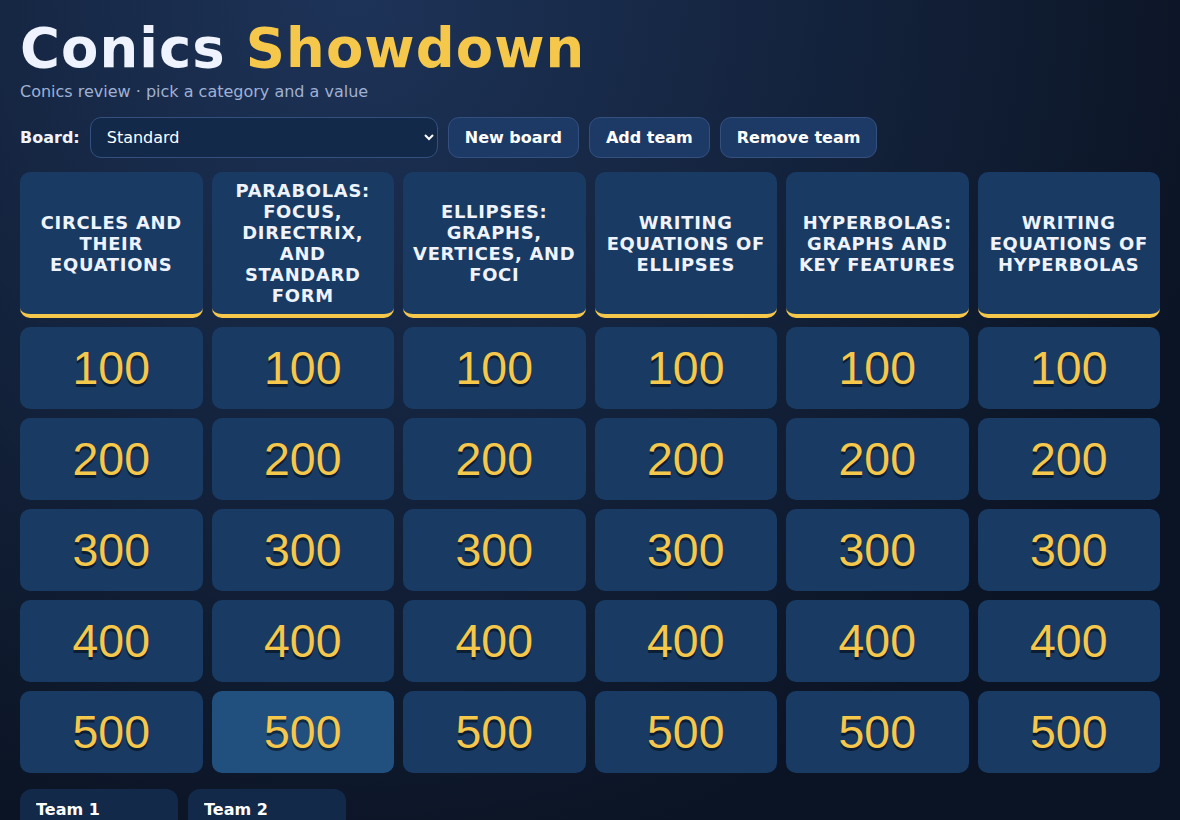 Conics Showdown
Conics review · pick a category and a value
Board: Standard New board Add team Remove team
CIRCLES AND
THEIR
EQUATIONS
PARABOLAS:
FOCUS,
DIRECTRIX,
AND
STANDARD
FORM
ELLIPSES:
GRAPHS,
VERTICES, AND
FOCI
WRITING
EQUATIONS OF
ELLIPSES
HYPERBOLAS:
GRAPHS AND
KEY FEATURES
WRITING
EQUATIONS OF
HYPERBOLAS
100 100 100 100 100 100
200 200 200 200 200 200
300 300 300 300 300 300
400 400 400 400 400 400
500 500 500 500 500 500
Team 1 Team 2